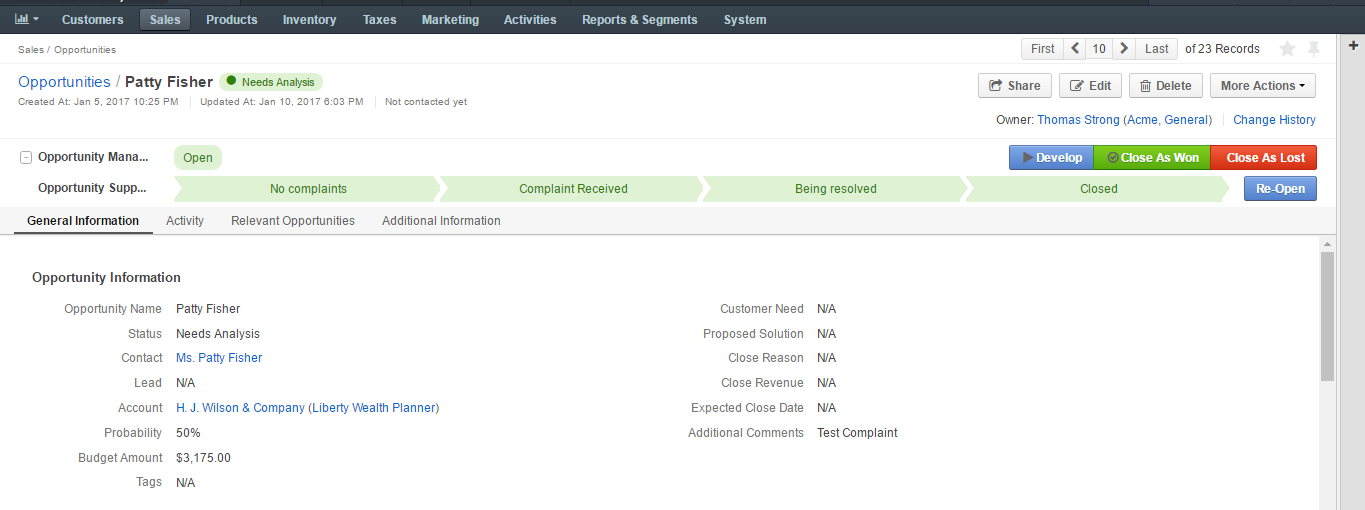 Customers Sales Products Inventory Taxes Marketing Activities Reports & Segments System
Sales / Opportunities
First 10 Last of 23 Records
Opportunities / Patty Fisher Needs Analysis
Share Edit Delete More Actions
Created At: Jan 5, 2017 10:25 PM Updated At: Jan 10, 2016 6:03 PM Not contacted yet
Owner: Thomas Strong (Acme, General) Change History
Opportunity Mana... Open Develop Close As Won Close As Lost
Opportunity Supp... No complaints Complaint Received Being resolved Closed Re-Open
General Information Activity Relevant Opportunities Additional Information
Opportunity Information
Opportunity Name Patty Fisher Customer Need N/A
Status Needs Analysis Proposed Solution N/A
Contact Ms. Patty Fisher Close Reason N/A
Lead N/A Close Revenue N/A
Account H. J. Wilson & Company (Liberty Wealth Planner) Expected Close Date N/A
Probability 50% Additional Comments Test Complaint
Budget Amount $3,175.00
Tags N/A